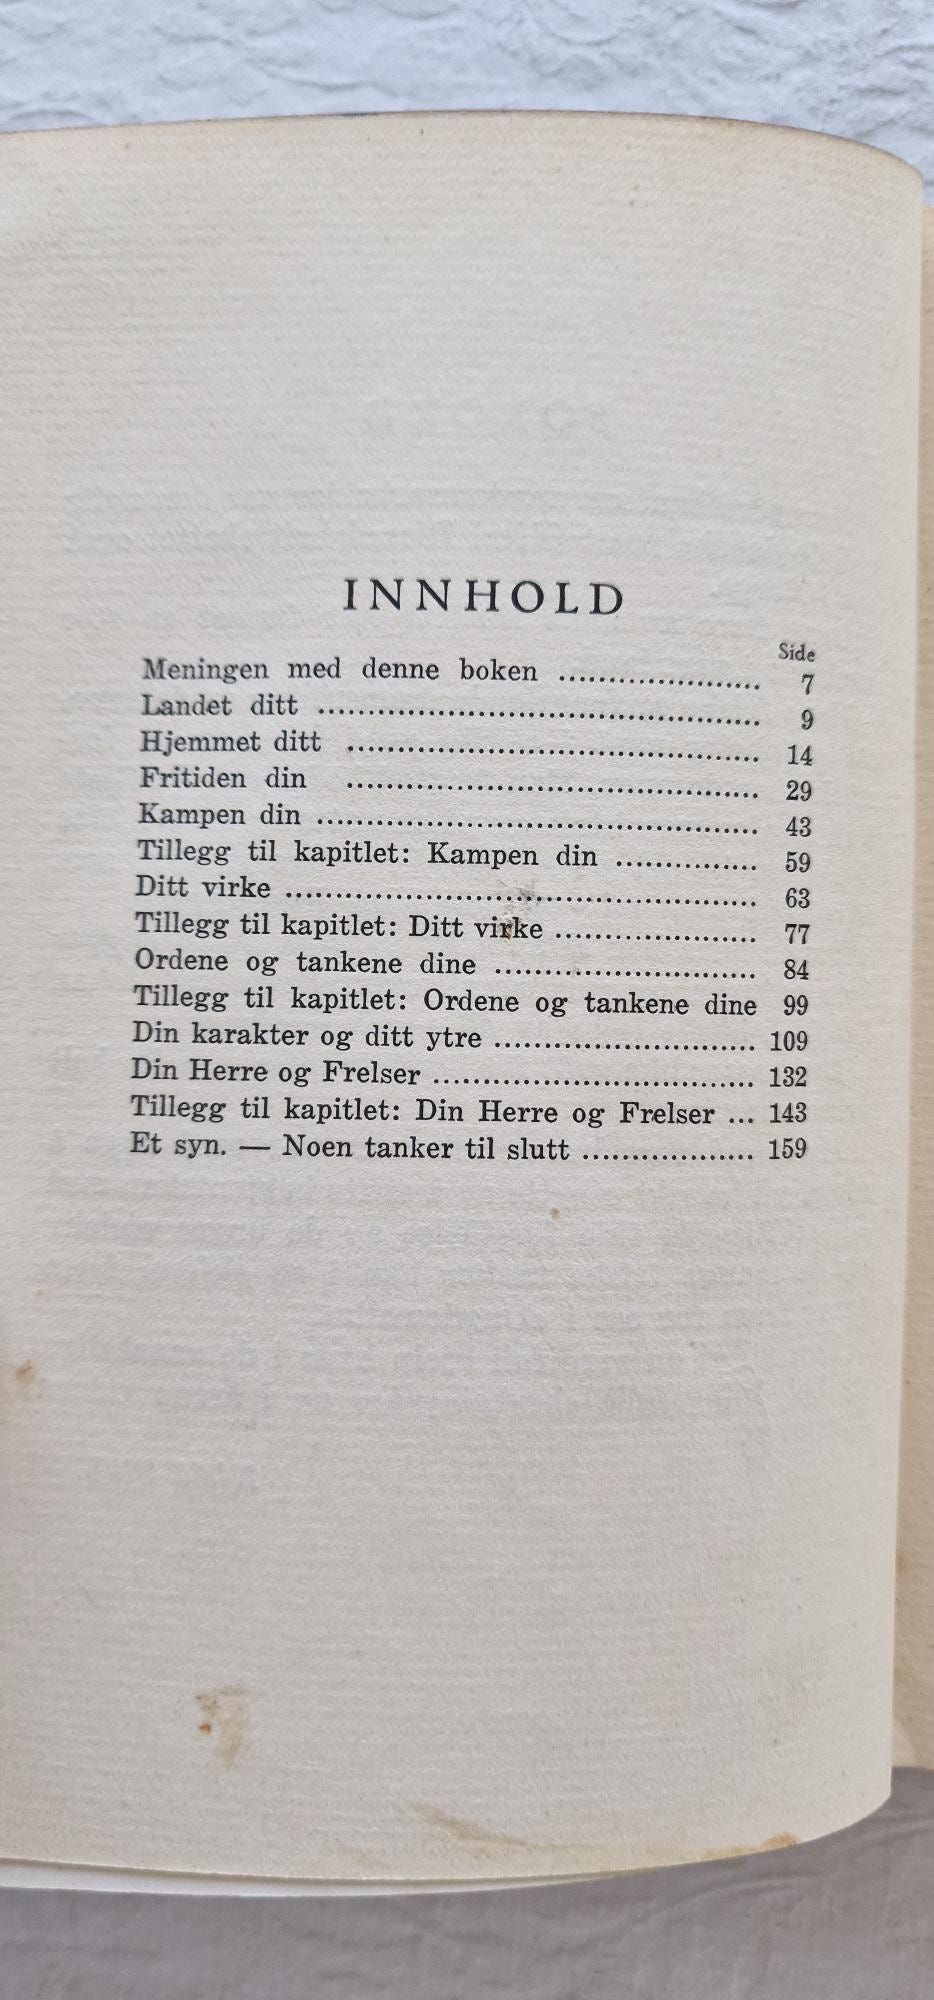 INNHOLD
Side
Meningen med denne boken .................... 7
Landet ditt ........................................... 9
Hjemmet ditt ........................................ 14
Fritiden din ......................................... 29
Kampen din ........................................... 43
Tillegg til kapitlet: Kampen din .............. 59
Ditt virke .............................................. 63
Tillegg til kapitlet: Ditt virke .................... 77
Ordene og tankene dine .......................... 84
Tillegg til kapitlet: Ordene og tankene dine 99
Din karakter og ditt ytre .......................... 109
Din Herre og Frelser ................................ 132
Tillegg til kapitlet: Din Herre og Frelser ... 143
Et syn. — Noen tanker til slutt .................. 159